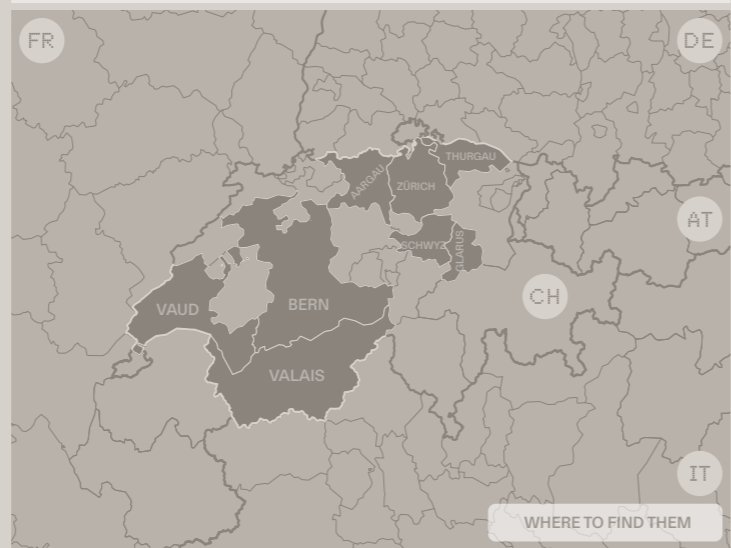 FR
DE
THURGAU
AARGAU
ZÜRICH
AT
SCHWYZ
GLARUS
CH
VAUD
BERN
VALAIS
IT
WHERE TO FIND THEM